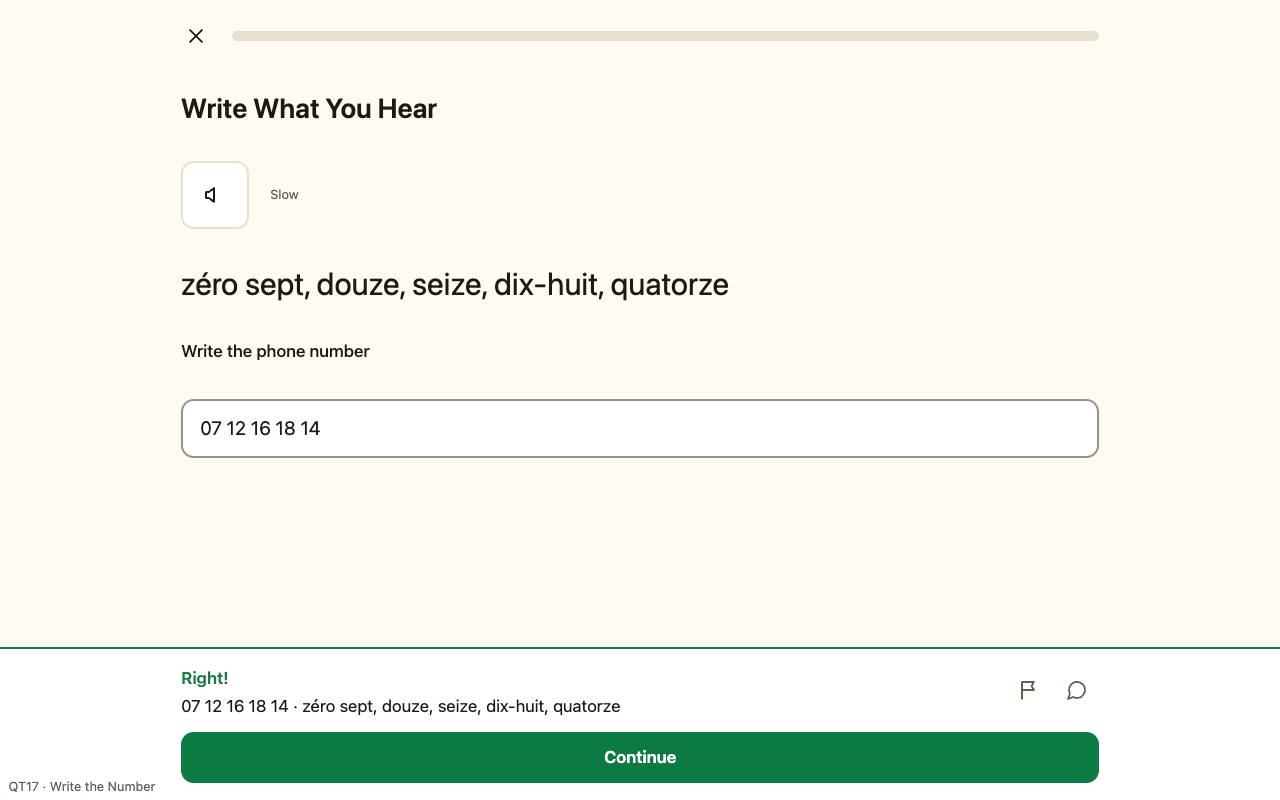 Write What You Hear
Slow
zéro sept, douze, seize, dix-huit, quatorze
Write the phone number
07 12 16 18 14
Right!
07 12 16 18 14 · zéro sept, douze, seize, dix-huit, quatorze
Continue
QT17 · Write the Number